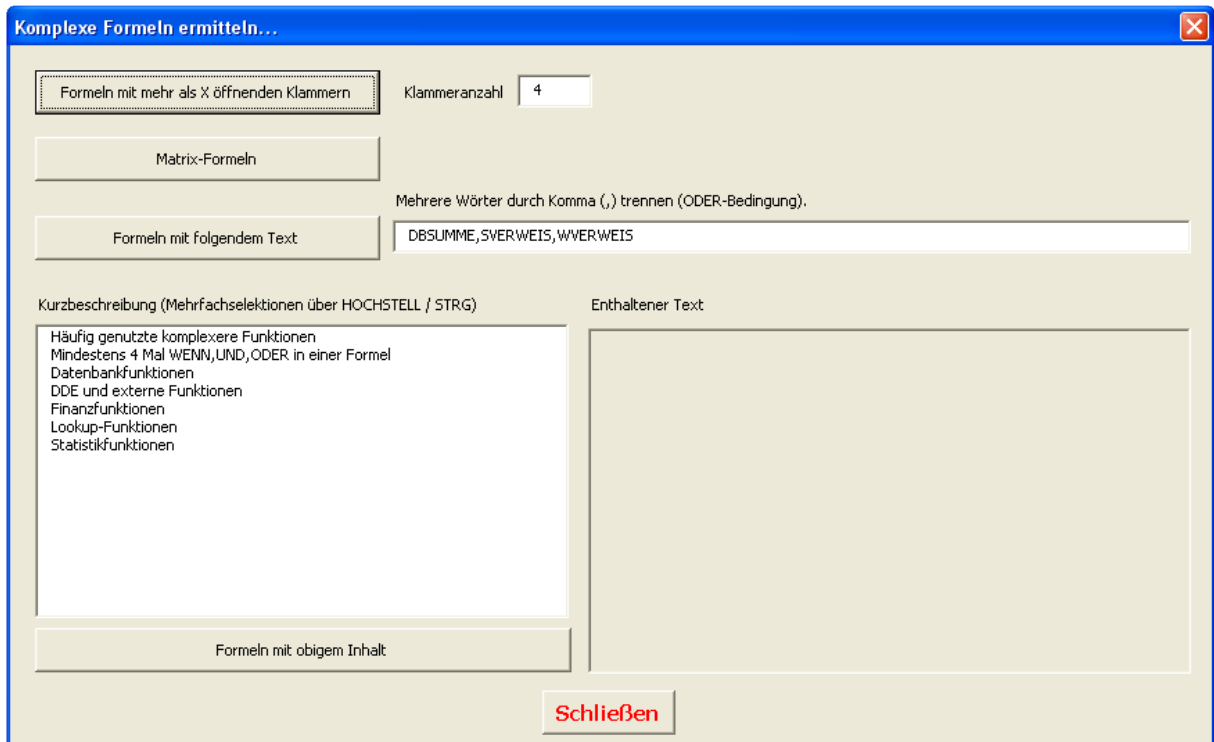 Komplexe Formeln ermitteln...
Formeln mit mehr als X öffnenden Klammern
Klammeranzahl
4
Matrix-Formeln
Mehrere Wörter durch Komma (,) trennen (ODER-Bedingung).
Formeln mit folgendem Text
DBSUMME,SVERWEIS,WVERWEIS
Kurzbeschreibung (Mehrfachselektionen über HOCHSTELL / STRG)
Enthaltener Text
Häufig genutzte komplexere Funktionen
Mindestens 4 Mal WENN,UND,ODER in einer Formel
Datenbankfunktionen
DDE und externe Funktionen
Finanzfunktionen
Lookup-Funktionen
Statistikfunktionen
Formeln mit obigem Inhalt
Schließen